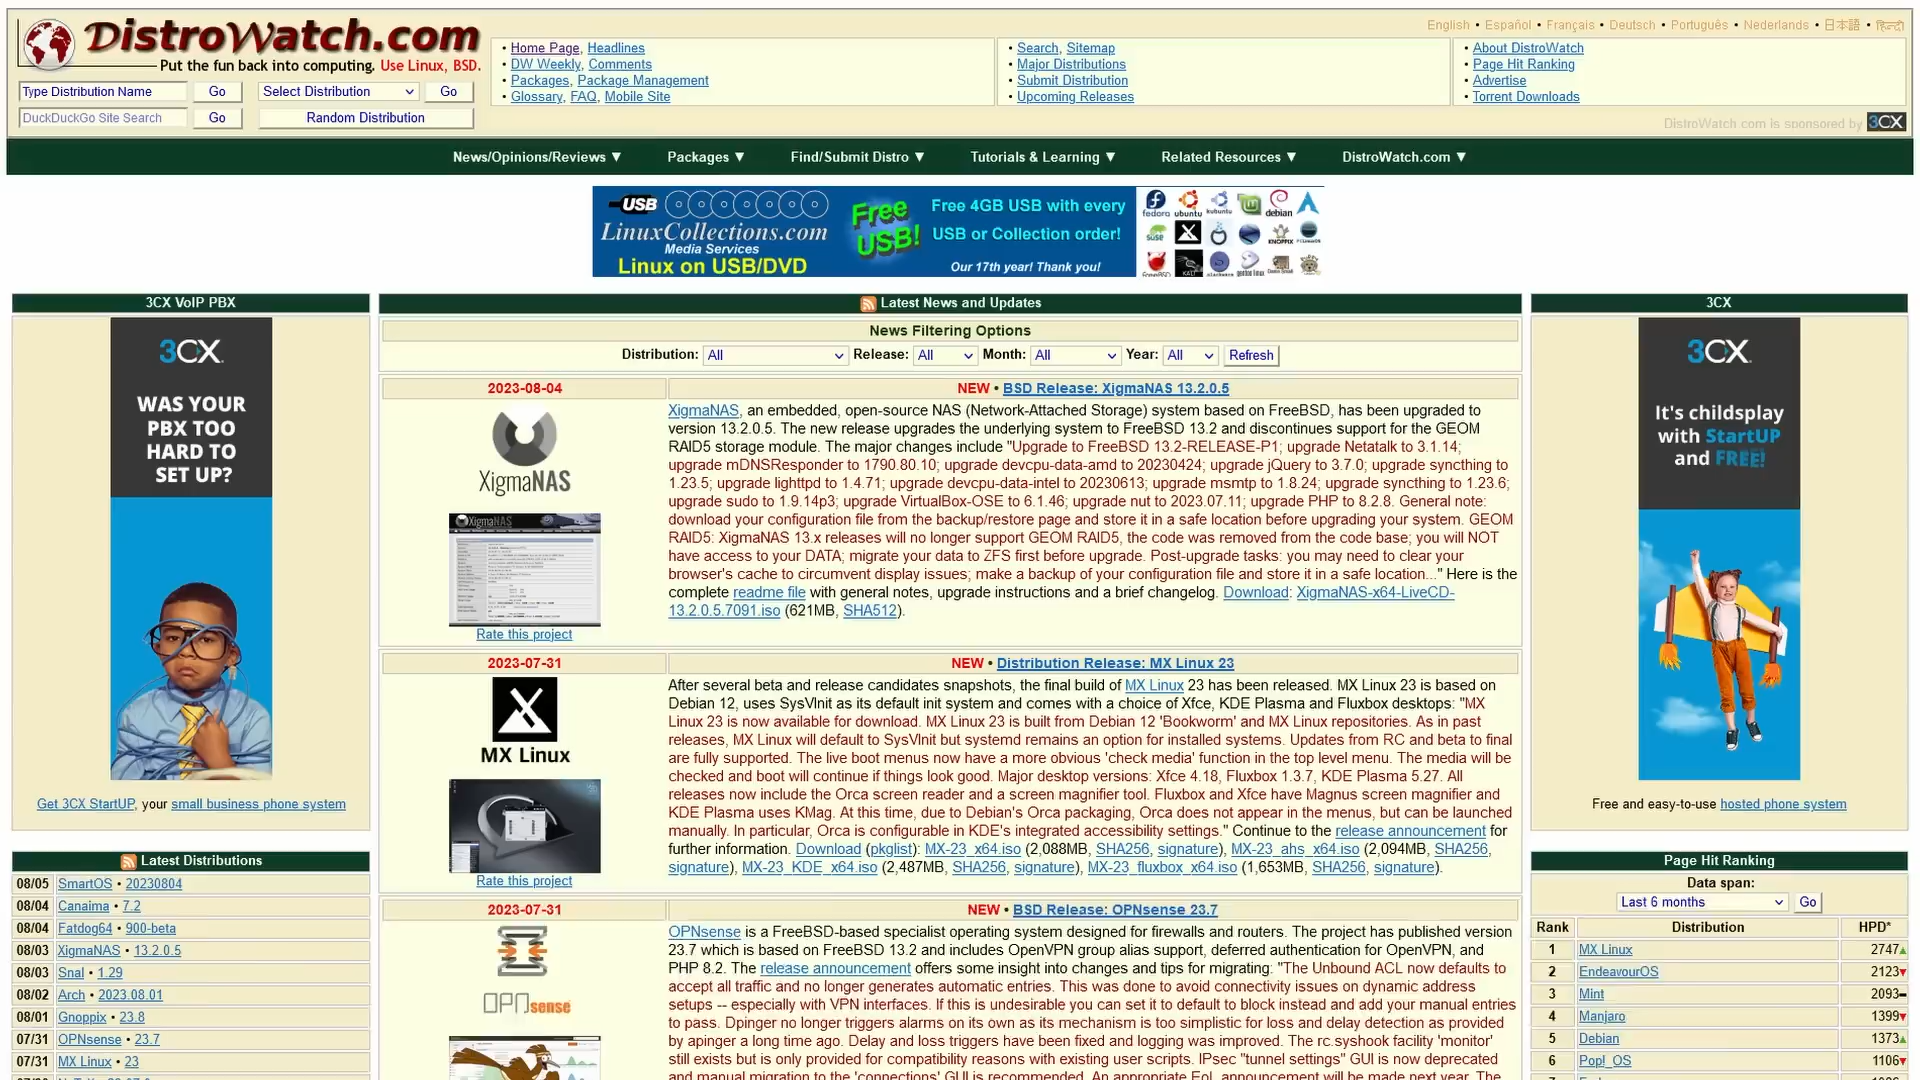 DistroWatch.com
Put the fun back into computing. Use Linux, BSD.
English • Español • Français • Deutsch • Português • Nederlands • 日本語 • हिन्दी
Type Distribution Name
Go
Select Distribution
Go
DuckDuckGo Site Search
Go
Random Distribution
• Home Page, Headlines
• DW Weekly, Comments
• Packages, Package Management
• Glossary, FAQ, Mobile Site
• Search, Sitemap
• Major Distributions
• Submit Distribution
• Upcoming Releases
• About DistroWatch
• Page Hit Ranking
• Advertise
• Torrent Downloads
DistroWatch.com is sponsored by 3CX
News/Opinions/Reviews ▼ Packages ▼ Find/Submit Distro ▼ Tutorials & Learning ▼ Related Resources ▼ DistroWatch.com ▼
USB
LinuxCollections.com
Media Services
Linux on USB/DVD
Free
USB!
Free 4GB USB with every
USB or Collection order!
Our 17th year! Thank you!
fedora ubuntu kubuntu debian
suse KNOPPIX
FreeBSD KALI slackware gentoo linux
3CX VoIP PBX
3CX
WAS YOUR
PBX TOO
HARD TO
SET UP?
Get 3CX StartUP, your small business phone system
Latest Distributions
08/05 SmartOS • 20230804
08/04 Canaima • 7.2
08/04 Fatdog64 • 900-beta
08/03 XigmaNAS • 13.2.0.5
08/03 Snal • 1.29
08/02 Arch • 2023.08.01
08/01 Gnoppix • 23.8
07/31 OPNsense • 23.7
07/31 MX Linux • 23
Latest News and Updates
News Filtering Options
Distribution: All Release: All Month: All Year: All Refresh
2023-08-04
NEW • BSD Release: XigmaNAS 13.2.0.5
XigmaNAS
XigmaNAS
Rate this project
XigmaNAS, an embedded, open-source NAS (Network-Attached Storage) system based on FreeBSD, has been upgraded to
version 13.2.0.5. The new release upgrades the underlying system to FreeBSD 13.2 and discontinues support for the GEOM
RAID5 storage module. The major changes include "Upgrade to FreeBSD 13.2-RELEASE-P1; upgrade Netatalk to 3.1.14;
upgrade mDNSResponder to 1790.80.10; upgrade devcpu-data-amd to 20230424; upgrade jQuery to 3.7.0; upgrade syncthing to
1.23.5; upgrade lighttpd to 1.4.71; upgrade devcpu-data-intel to 20230613; upgrade msmtp to 1.8.24; upgrade syncthing to 1.23.6;
upgrade sudo to 1.9.14p3; upgrade VirtualBox-OSE to 6.1.46; upgrade nut to 2023.07.11; upgrade PHP to 8.2.8. General note:
download your configuration file from the backup/restore page and store it in a safe location before upgrading your system. GEOM
RAID5: XigmaNAS 13.x releases will no longer support GEOM RAID5, the code was removed from the code base; you will NOT
have access to your DATA; migrate your data to ZFS first before upgrade. Post-upgrade tasks: you may need to clear your
browser's cache to circumvent display issues; make a backup of your configuration file and store it in a safe location..." Here is the
complete readme file with general notes, upgrade instructions and a brief changelog. Download: XigmaNAS-x64-LiveCD-
13.2.0.5.7091.iso (621MB, SHA512).
2023-07-31
NEW • Distribution Release: MX Linux 23
MX Linux
Rate this project
After several beta and release candidates snapshots, the final build of MX Linux 23 has been released. MX Linux 23 is based on
Debian 12, uses SysVInit as its default init system and comes with a choice of Xfce, KDE Plasma and Fluxbox desktops: "MX
Linux 23 is now available for download. MX Linux 23 is built from Debian 12 'Bookworm' and MX Linux repositories. As in past
releases, MX Linux will default to SysVInit but systemd remains an option for installed systems. Updates from RC and beta to final
are fully supported. The live boot menus now have a more obvious 'check media' function in the top level menu. The media will be
checked and boot will continue if things look good. Major desktop versions: Xfce 4.18, Fluxbox 1.3.7, KDE Plasma 5.27. All
releases now include the Orca screen reader and a screen magnifier tool. Fluxbox and Xfce have Magnus screen magnifier and
KDE Plasma uses KMag. At this time, due to Debian's Orca packaging, Orca does not appear in the menus, but can be launched
manually. In particular, Orca is configurable in KDE's integrated accessibility settings." Continue to the release announcement for
further information. Download (pkglist): MX-23_x64.iso (2,088MB, SHA256, signature), MX-23_ahs_x64.iso (2,094MB, SHA256,
signature), MX-23_KDE_x64.iso (2,487MB, SHA256, signature), MX-23_fluxbox_x64.iso (1,653MB, SHA256, signature).
2023-07-31
NEW • BSD Release: OPNsense 23.7
OPNsense
OPNsense is a FreeBSD-based specialist operating system designed for firewalls and routers. The project has published version
23.7 which is based on FreeBSD 13.2 and includes OpenVPN group alias support, deferred authentication for OpenVPN, and
PHP 8.2. The release announcement offers some insight into changes and tips for migrating: "The Unbound ACL now defaults to
accept all traffic and no longer generates automatic entries. This was done to avoid connectivity issues on dynamic address
setups -- especially with VPN interfaces. If this is undesirable you can set it to default to block instead and add your manual entries
to pass. Dpinger no longer triggers alarms on its own as its mechanism is too simplistic for loss and delay detection as provided
by apinger a long time ago. Delay and loss triggers have been fixed and logging was improved. The rc.syshook facility 'monitor'
still exists but is only provided for compatibility reasons with existing user scripts. IPsec "tunnel settings" GUI is now deprecated
and manual migration to the 'connections' GUI is recommended. An appropriate EoL announcement will be made next year. The
3CX
3CX
It's childsplay
with StartUP
and FREE!
Free and easy-to-use hosted phone system
Page Hit Ranking
Data span:
Last 6 months Go
Rank Distribution HPD*
1 MX Linux 2747
2 EndeavourOS 2123
3 Mint 2093
4 Manjaro 1399
5 Debian 1373
6 Pop!_OS 1106